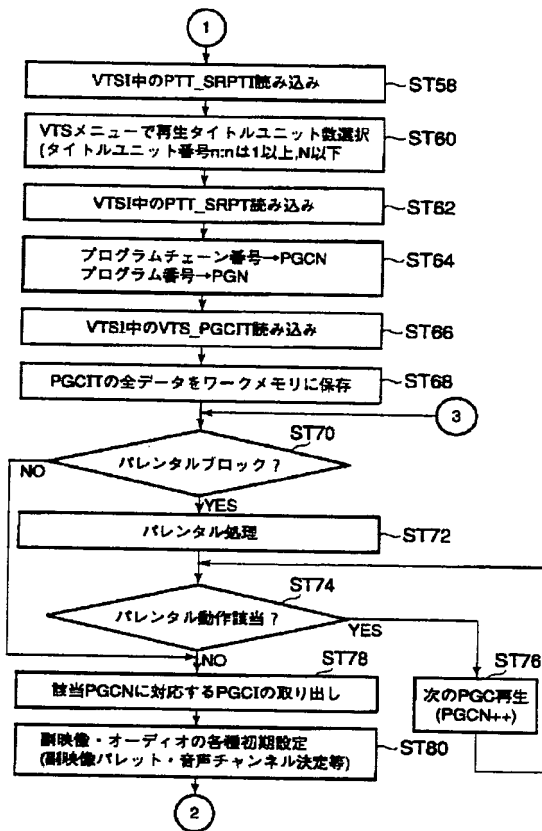 1
VTSI中のPTT_SRPTI読み込み
ST58
VTSメニューで再生タイトルユニット数選択
(タイトルユニット番号n:nは1以上,N以下
ST60
VTSI中のPTT_SRPT読み込み
ST62
プログラムチェーン番号→PGCN
プログラム番号→PGN
ST64
VTSI中のVTS_PGCIT読み込み
ST66
PGCITの全データをワークメモリに保存
ST68
3
ST70
パレンタルブロック?
NO
YES
パレンタル処理
ST72
ST74
パレンタル動作該当?
YES
NO
ST78
ST76
該当PGCNに対応するPGCIの取り出し
次のPGC再生
(PGCN++)
副映像・オーディオの各種初期設定
(副映像パレット・音声チャンネル決定等)
ST80
2